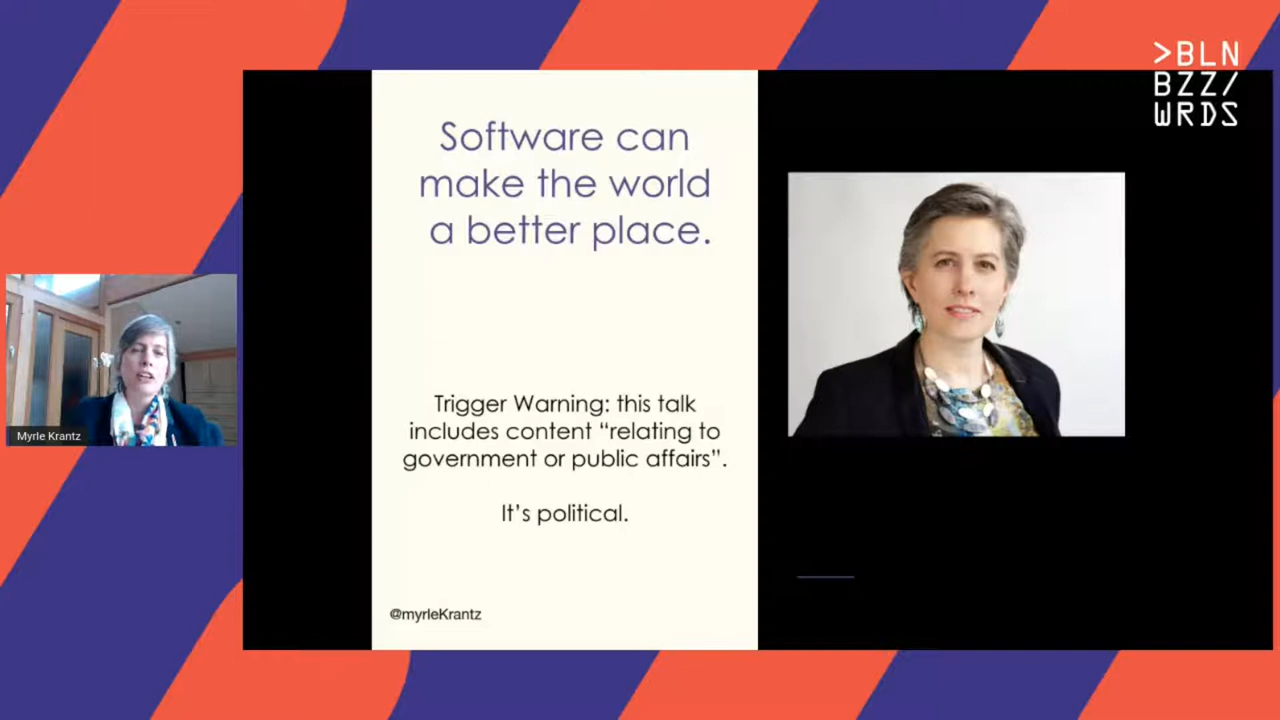 >BLN
BZZ/
WRDS
Software can
make the world
a better place.
Trigger Warning: this talk
includes content “relating to
government or public affairs”.
It’s political.
@myrleKrantz
Myrle Krantz